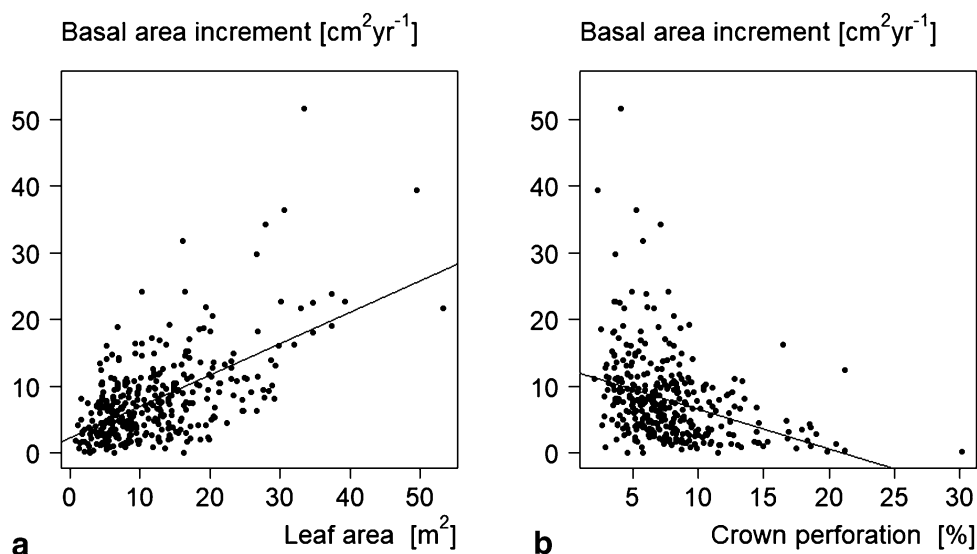 Basal area increment [cm²yr⁻¹]
50
40
30
20
10
0
0 10 20 30 40 50
a Leaf area [m²]
Basal area increment [cm²yr⁻¹]
50
40
30
20
10
0
5 10 15 20 25 30
b Crown perforation [%]